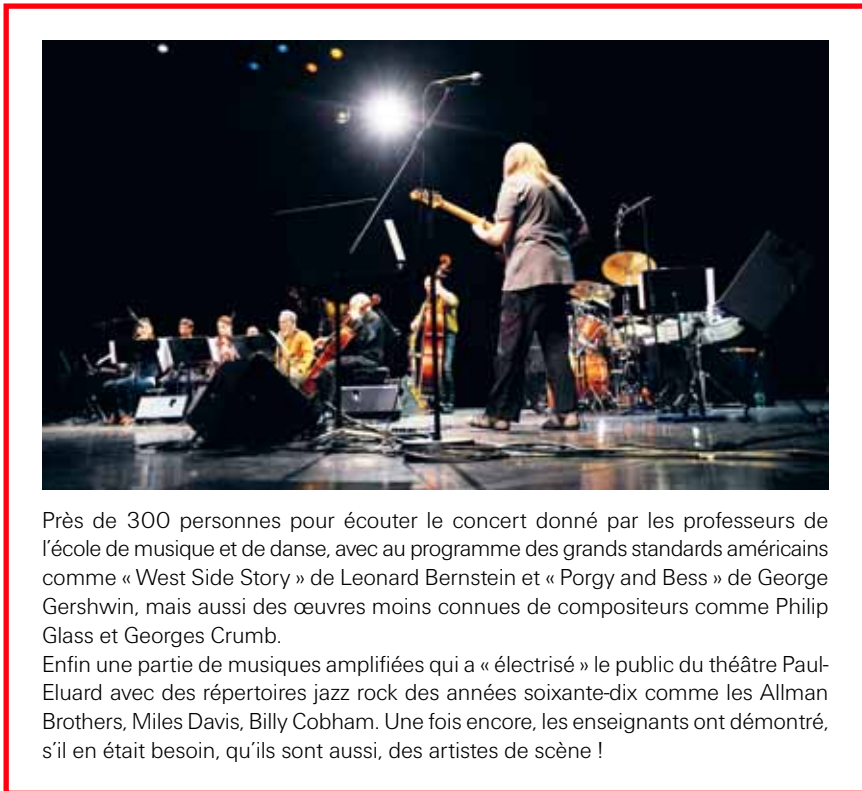 Près de 300 personnes pour écouter le concert donné par les professeurs de
l'école de musique et de danse, avec au programme des grands standards américains
comme « West Side Story » de Leonard Bernstein et « Porgy and Bess » de George
Gershwin, mais aussi des œuvres moins connues de compositeurs comme Philip
Glass et Georges Crumb.
Enfin une partie de musiques amplifiées qui a « électrisé » le public du théâtre Paul-
Eluard avec des répertoires jazz rock des années soixante-dix comme les Allman
Brothers, Miles Davis, Billy Cobham. Une fois encore, les enseignants ont démontré,
s'il en était besoin, qu'ils sont aussi, des artistes de scène !